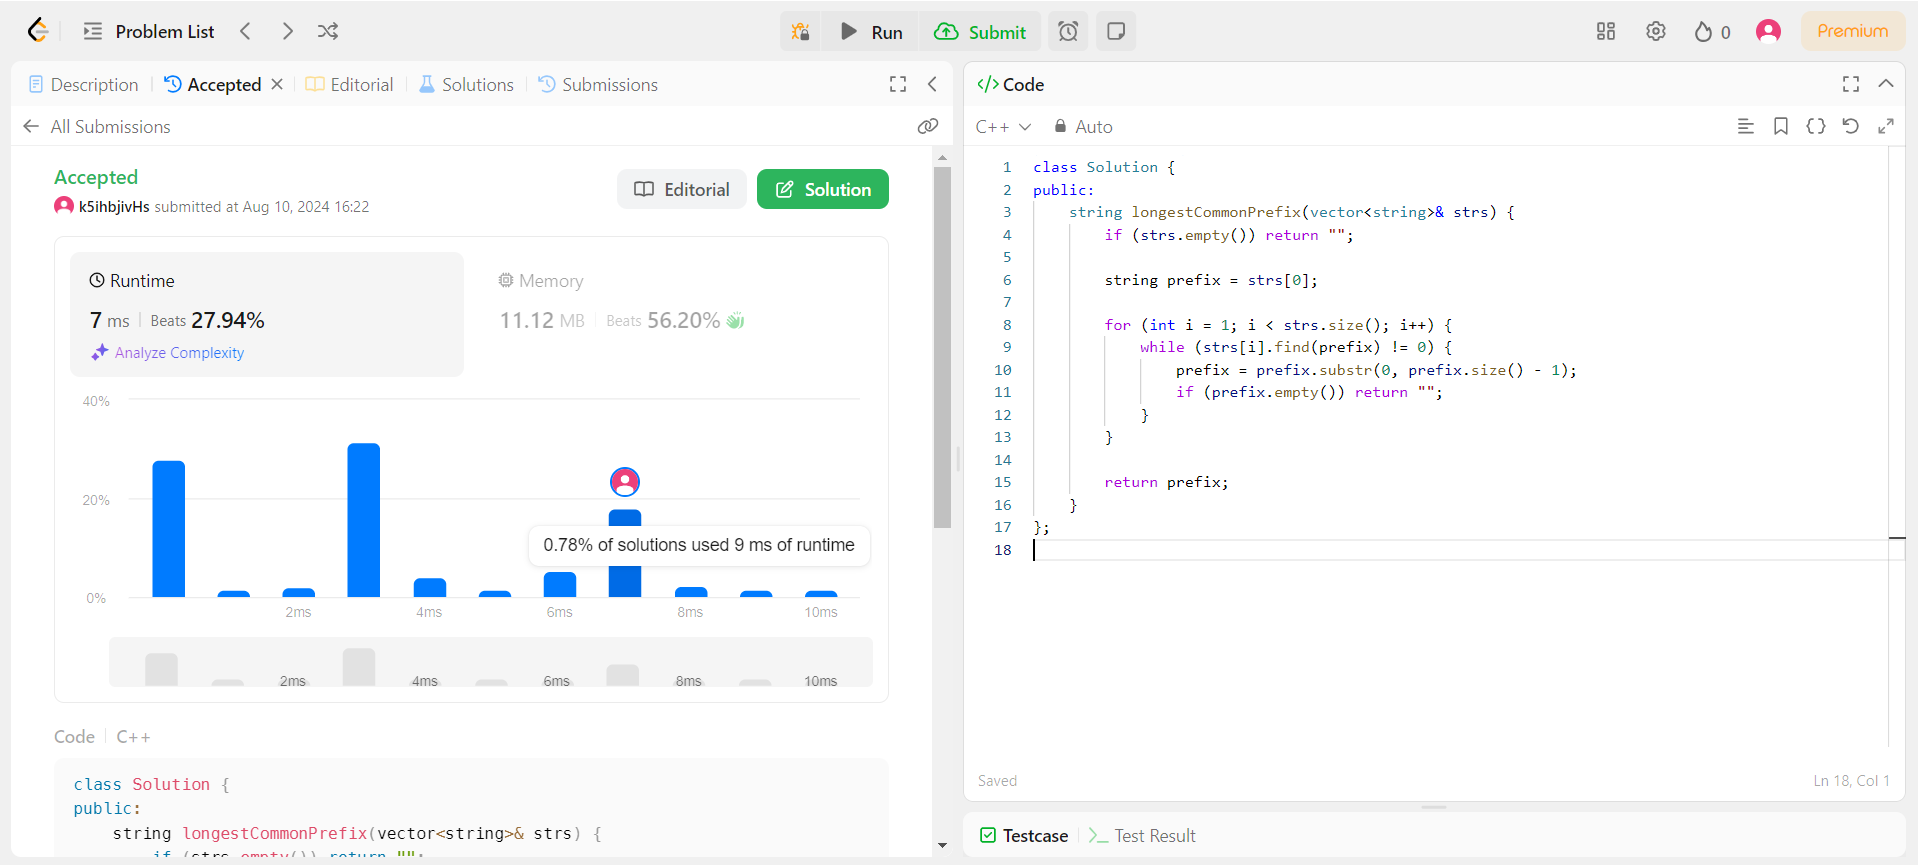 Problem List
Run
Submit
0
Premium
Description
Accepted
Editorial
Solutions
Submissions
All Submissions
Accepted
k5ihbjivHs submitted at Aug 10, 2024 16:22
Editorial
Solution
Runtime
7 ms
Beats 27.94%
Analyze Complexity
Memory
11.12 MB
Beats 56.20%
40%
20%
0%
0.78% of solutions used 9 ms of runtime
2ms
4ms
6ms
8ms
10ms
2ms
4ms
6ms
8ms
10ms
Code
C++
class Solution {
public:
    string longestCommonPrefix(vector<string>& strs) {
        if (strs.empty()) return "";
</> Code
C++
Auto
1 class Solution {
2 public:
3     string longestCommonPrefix(vector<string>& strs) {
4         if (strs.empty()) return "";
5
6         string prefix = strs[0];
7
8         for (int i = 1; i < strs.size(); i++) {
9             while (strs[i].find(prefix) != 0) {
10                 prefix = prefix.substr(0, prefix.size() - 1);
11                 if (prefix.empty()) return "";
12             }
13         }
14
15         return prefix;
16     }
17 };
18
Saved
Ln 18, Col 1
Testcase
Test Result